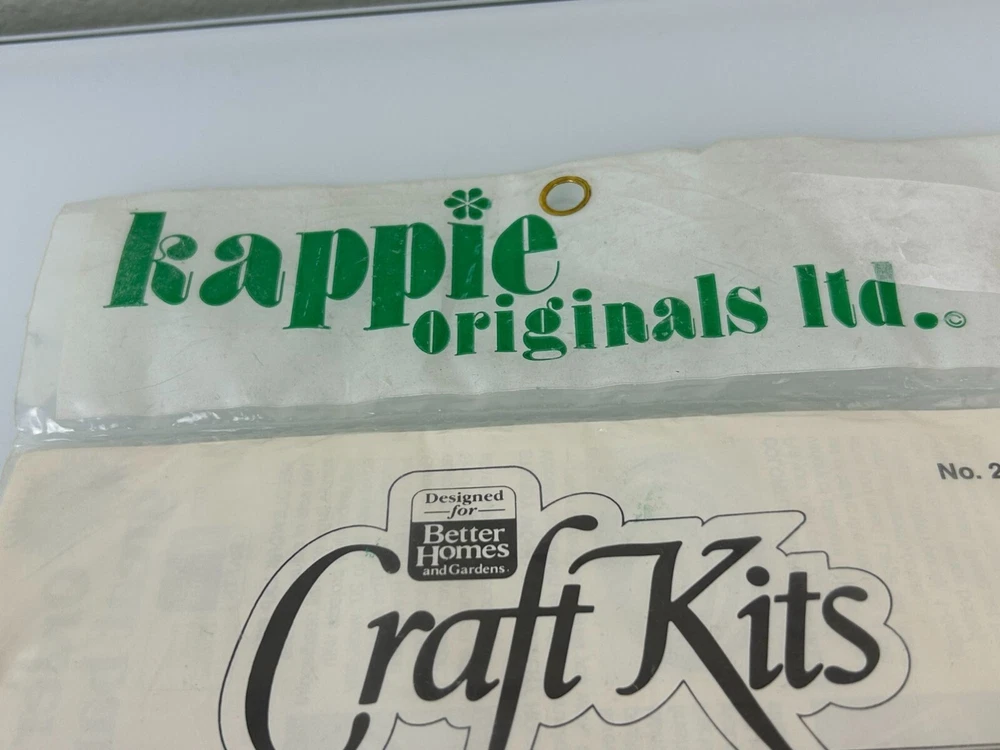 kappie
originals ltd.©
No. 2
Designed
for
Better
Homes
and Gardens.
Craft Kits